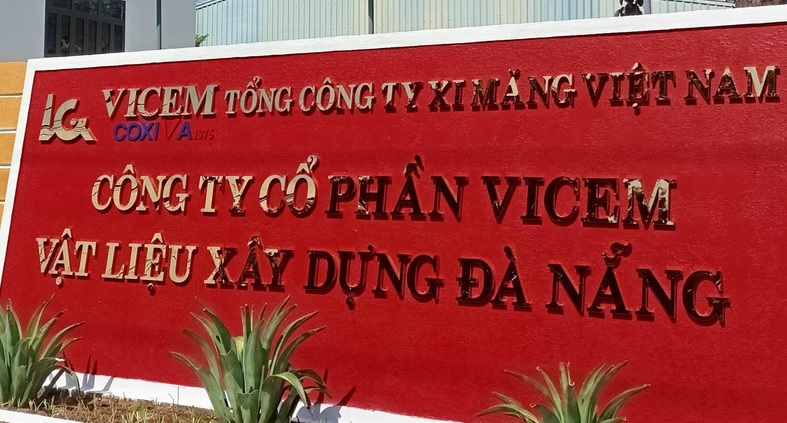 VICEM TỔNG CÔNG TY XI MĂNG VIỆT NAM
COXIVA 1975
CÔNG TY CỔ PHẦN VICEM
VẬT LIỆU XÂY DỰNG ĐÀ NẴNG